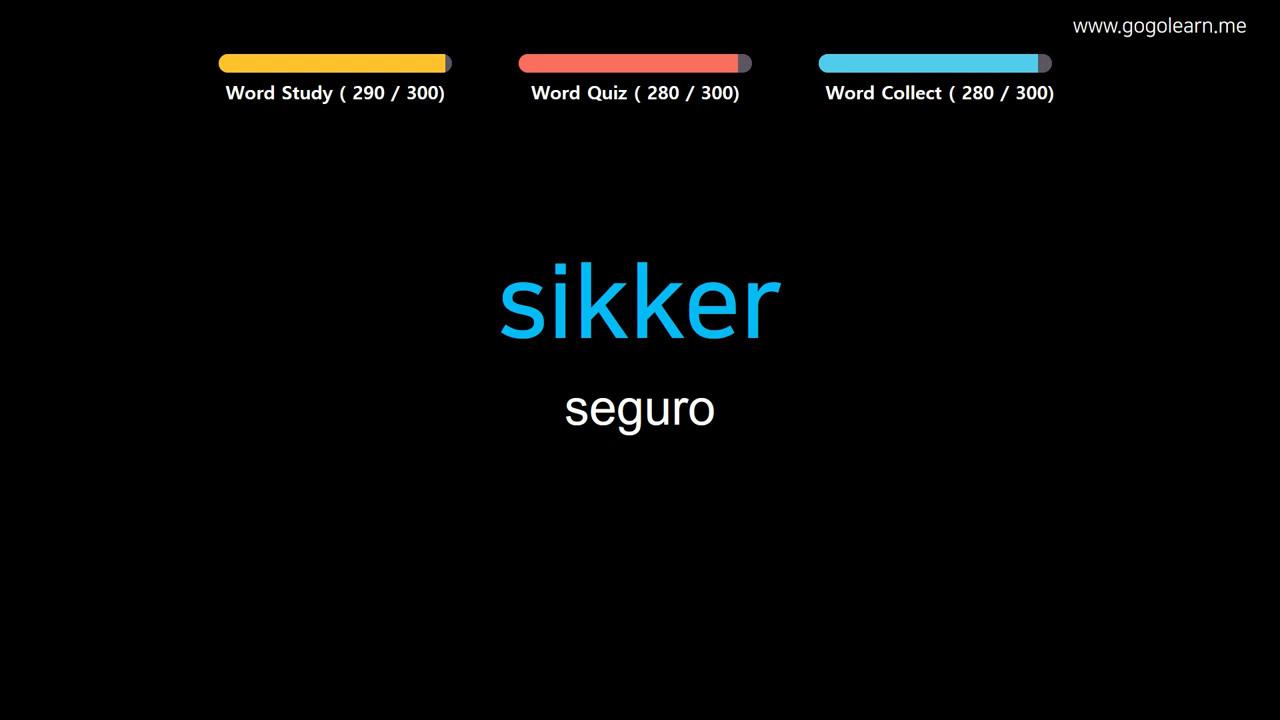 www.gogolearn.me
Word Study ( 290 / 300)
Word Quiz ( 280 / 300)
Word Collect ( 280 / 300)
sikker
seguro